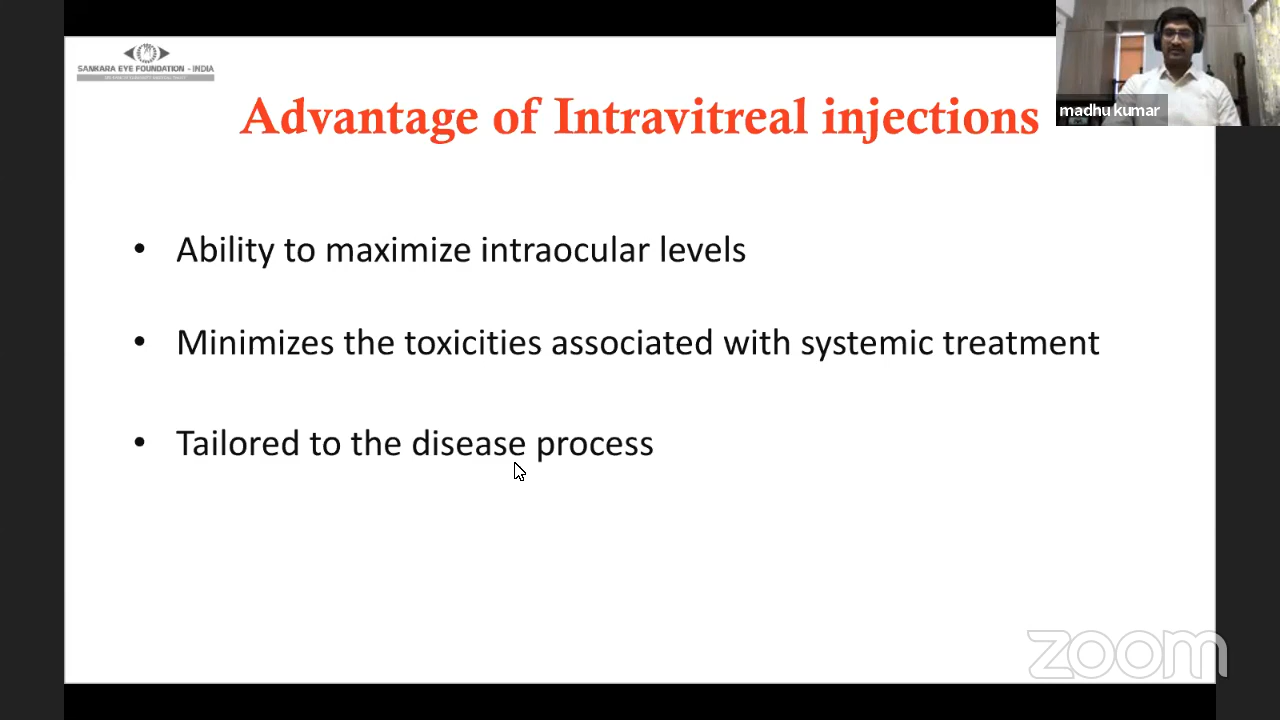 SANKARA EYE FOUNDATION - INDIA
Advantage of Intravitreal injections
madhu kumar
• Ability to maximize intraocular levels
• Minimizes the toxicities associated with systemic treatment
• Tailored to the disease process
zoom